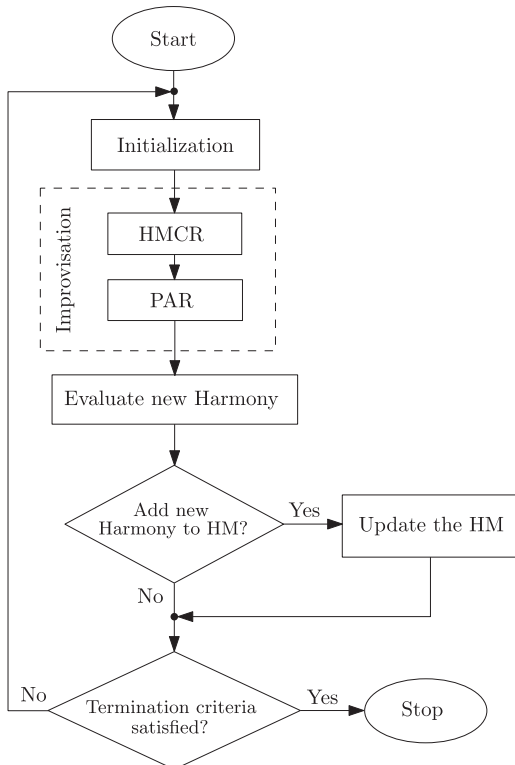 Start
Initialization
Improvisation
HMCR
PAR
Evaluate new Harmony
Add new
Harmony to HM?
Yes
Update the HM
No
Termination criteria
satisfied?
No
Yes
Stop